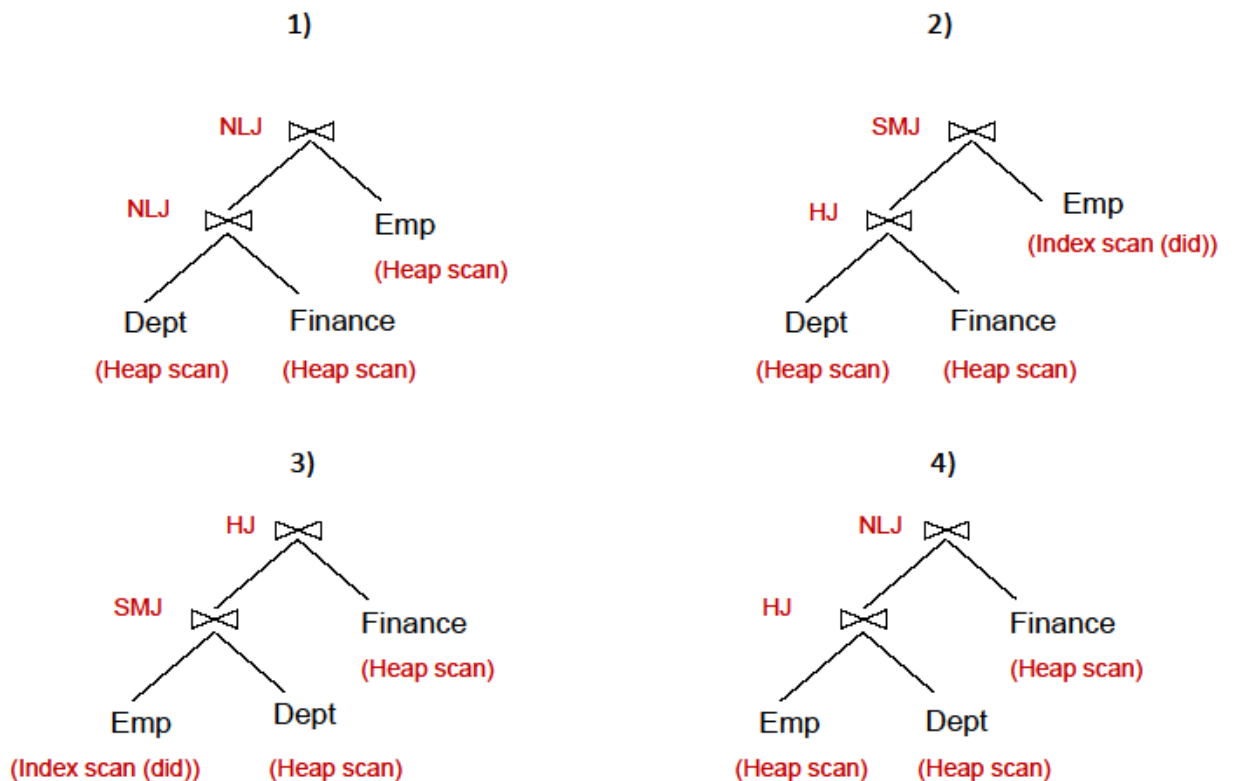 1)
NLJ
NLJ
Emp
(Heap scan)
Dept
Finance
(Heap scan)
(Heap scan)
2)
SMJ
HJ
Emp
(Index scan (did))
Dept
Finance
(Heap scan)
(Heap scan)
3)
HJ
SMJ
Finance
(Heap scan)
Emp
Dept
(Index scan (did))
(Heap scan)
4)
NLJ
HJ
Finance
(Heap scan)
Emp
Dept
(Heap scan)
(Heap scan)